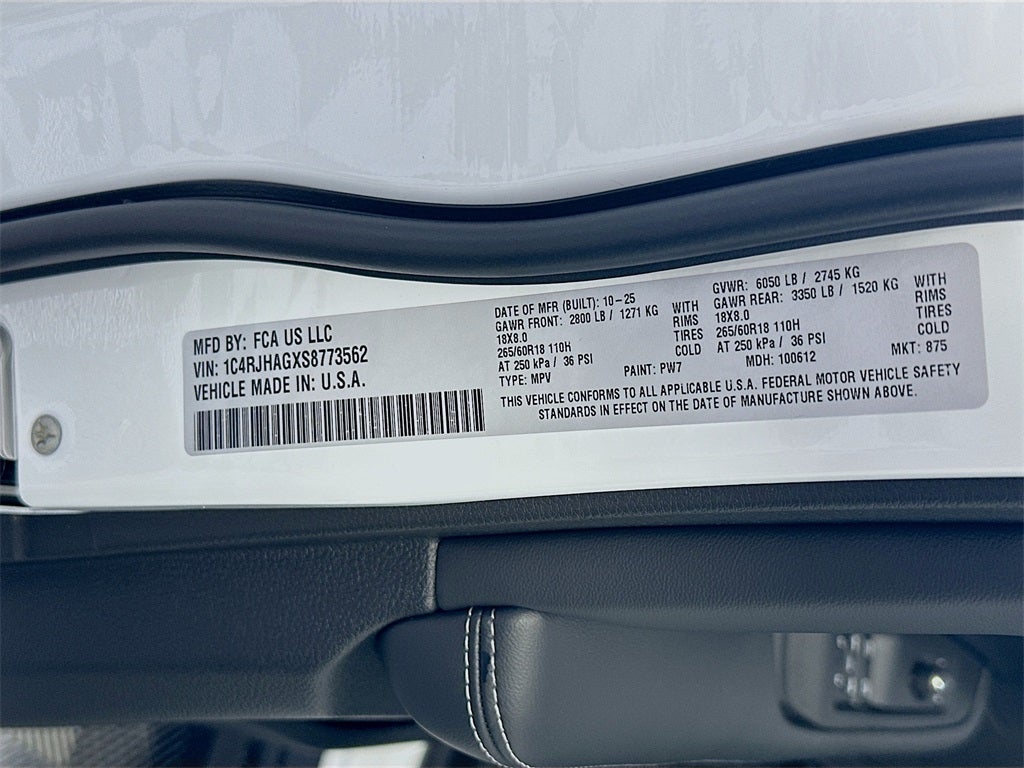 MFD BY: FCA US LLC
VIN: 1C4RJHAGXS8773562
VEHICLE MADE IN: U.S.A.
DATE OF MFR (BUILT): 10-25
GAWR FRONT: 2800 LB / 1271 KG WITH
18X8.0 RIMS
265/60R18 110H TIRES
AT 250 kPa / 36 PSI COLD
TYPE: MPV PAINT: PW7
GVWR: 6050 LB / 2745 KG
GAWR REAR: 3350 LB / 1520 KG WITH
18X8.0 RIMS
265/60R18 110H TIRES
AT 250 kPa / 36 PSI COLD
MDH: 100612 MKT: 875
THIS VEHICLE CONFORMS TO ALL APPLICABLE U.S.A. FEDERAL MOTOR VEHICLE SAFETY
STANDARDS IN EFFECT ON THE DATE OF MANUFACTURE SHOWN ABOVE.